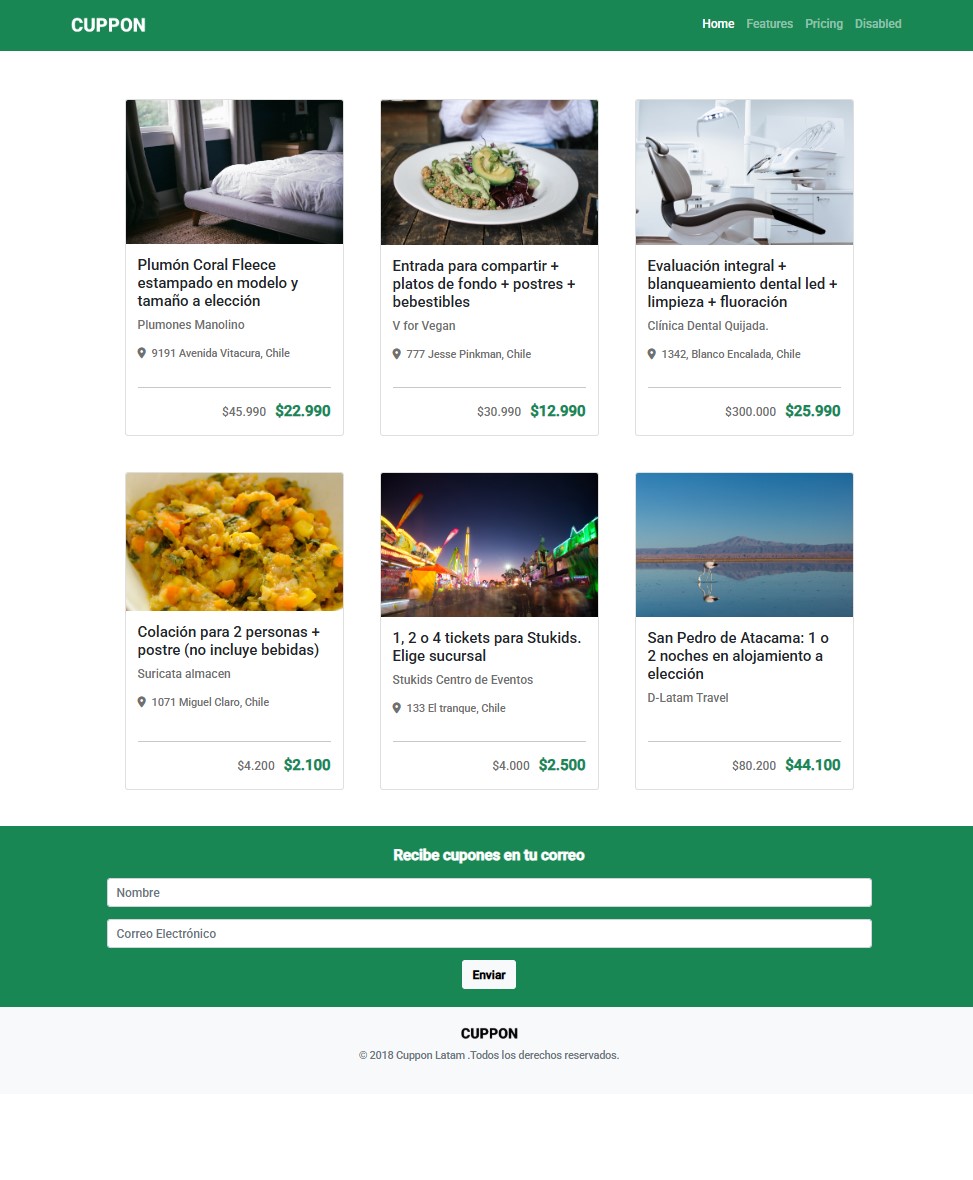 CUPPON
Home Features Pricing Disabled
Plumón Coral Fleece
estampado en modelo y
tamaño a elección
Plumones Manolino
9191 Avenida Vitacura, Chile
$45.990 $22.990
Entrada para compartir +
platos de fondo + postres +
bebestibles
V for Vegan
777 Jesse Pinkman, Chile
$30.990 $12.990
Evaluación integral +
blanqueamiento dental led +
limpieza + fluoración
Clínica Dental Quijada.
1342, Blanco Encalada, Chile
$300.000 $25.990
Colación para 2 personas +
postre (no incluye bebidas)
Suricata almacen
1071 Miguel Claro, Chile
$4.200 $2.100
1, 2 o 4 tickets para Stukids.
Elige sucursal
Stukids Centro de Eventos
133 El tranque, Chile
$4.000 $2.500
San Pedro de Atacama: 1 o
2 noches en alojamiento a
elección
D-Latam Travel
$80.200 $44.100
Recibe cupones en tu correo
Nombre
Correo Electrónico
Enviar
CUPPON
© 2018 Cuppon Latam .Todos los derechos reservados.